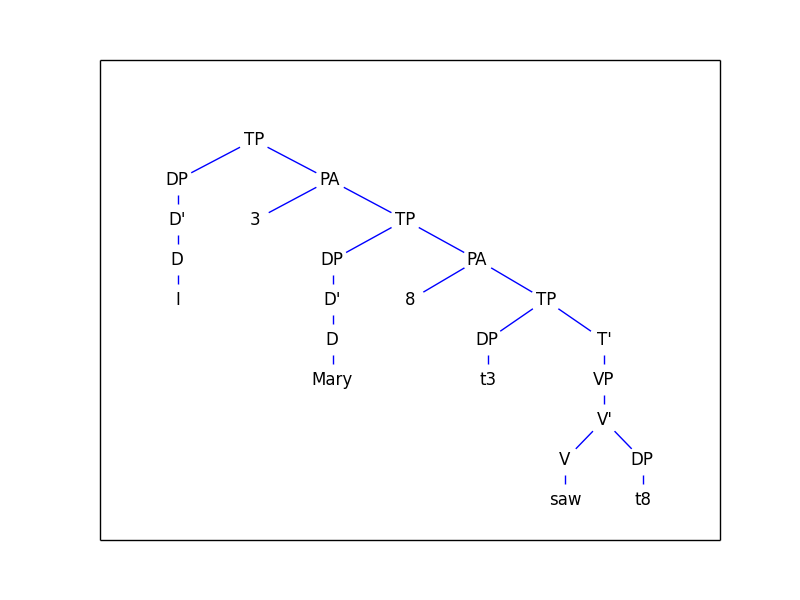 TP
DP PA
D' 3 TP
D DP PA
I D' 8 TP
D DP T'
Mary t3 VP
V'
V DP
saw t8